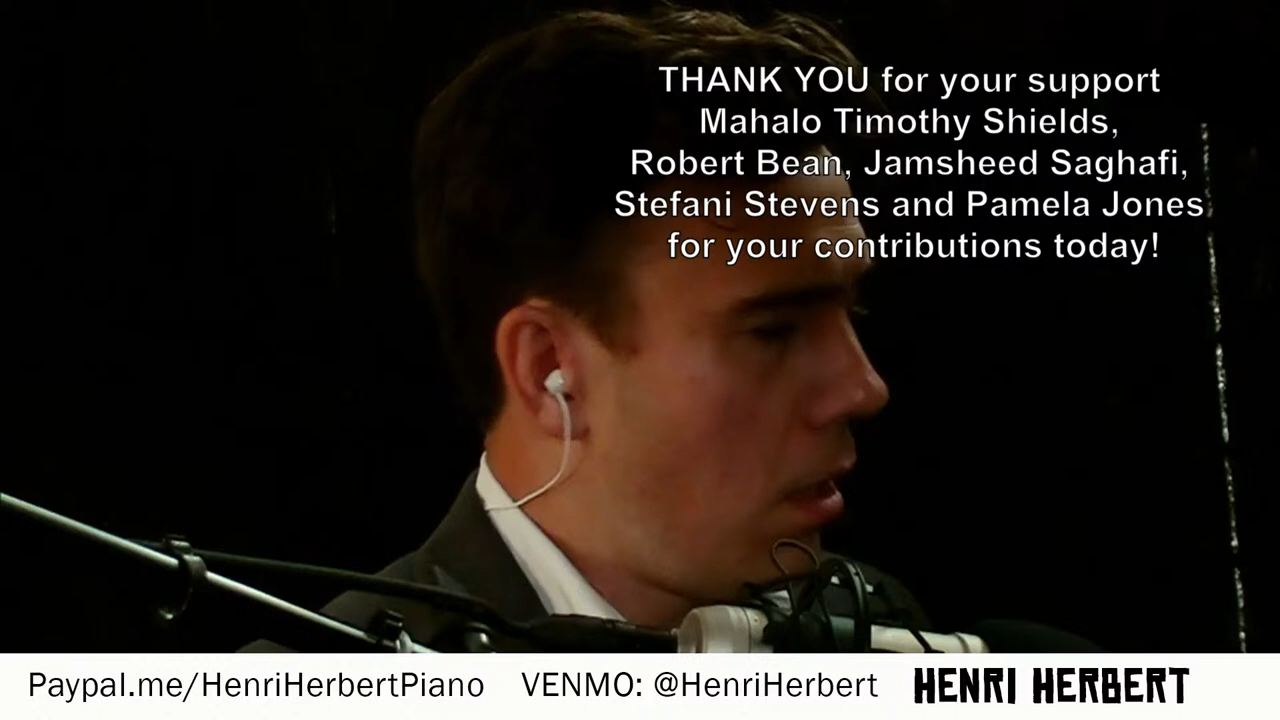 THANK YOU for your support
Mahalo Timothy Shields,
Robert Bean, Jamsheed Saghafi,
Stefani Stevens and Pamela Jones
for your contributions today!
Paypal.me/HenriHerbertPiano VENMO: @HenriHerbert HENRI HERBERT